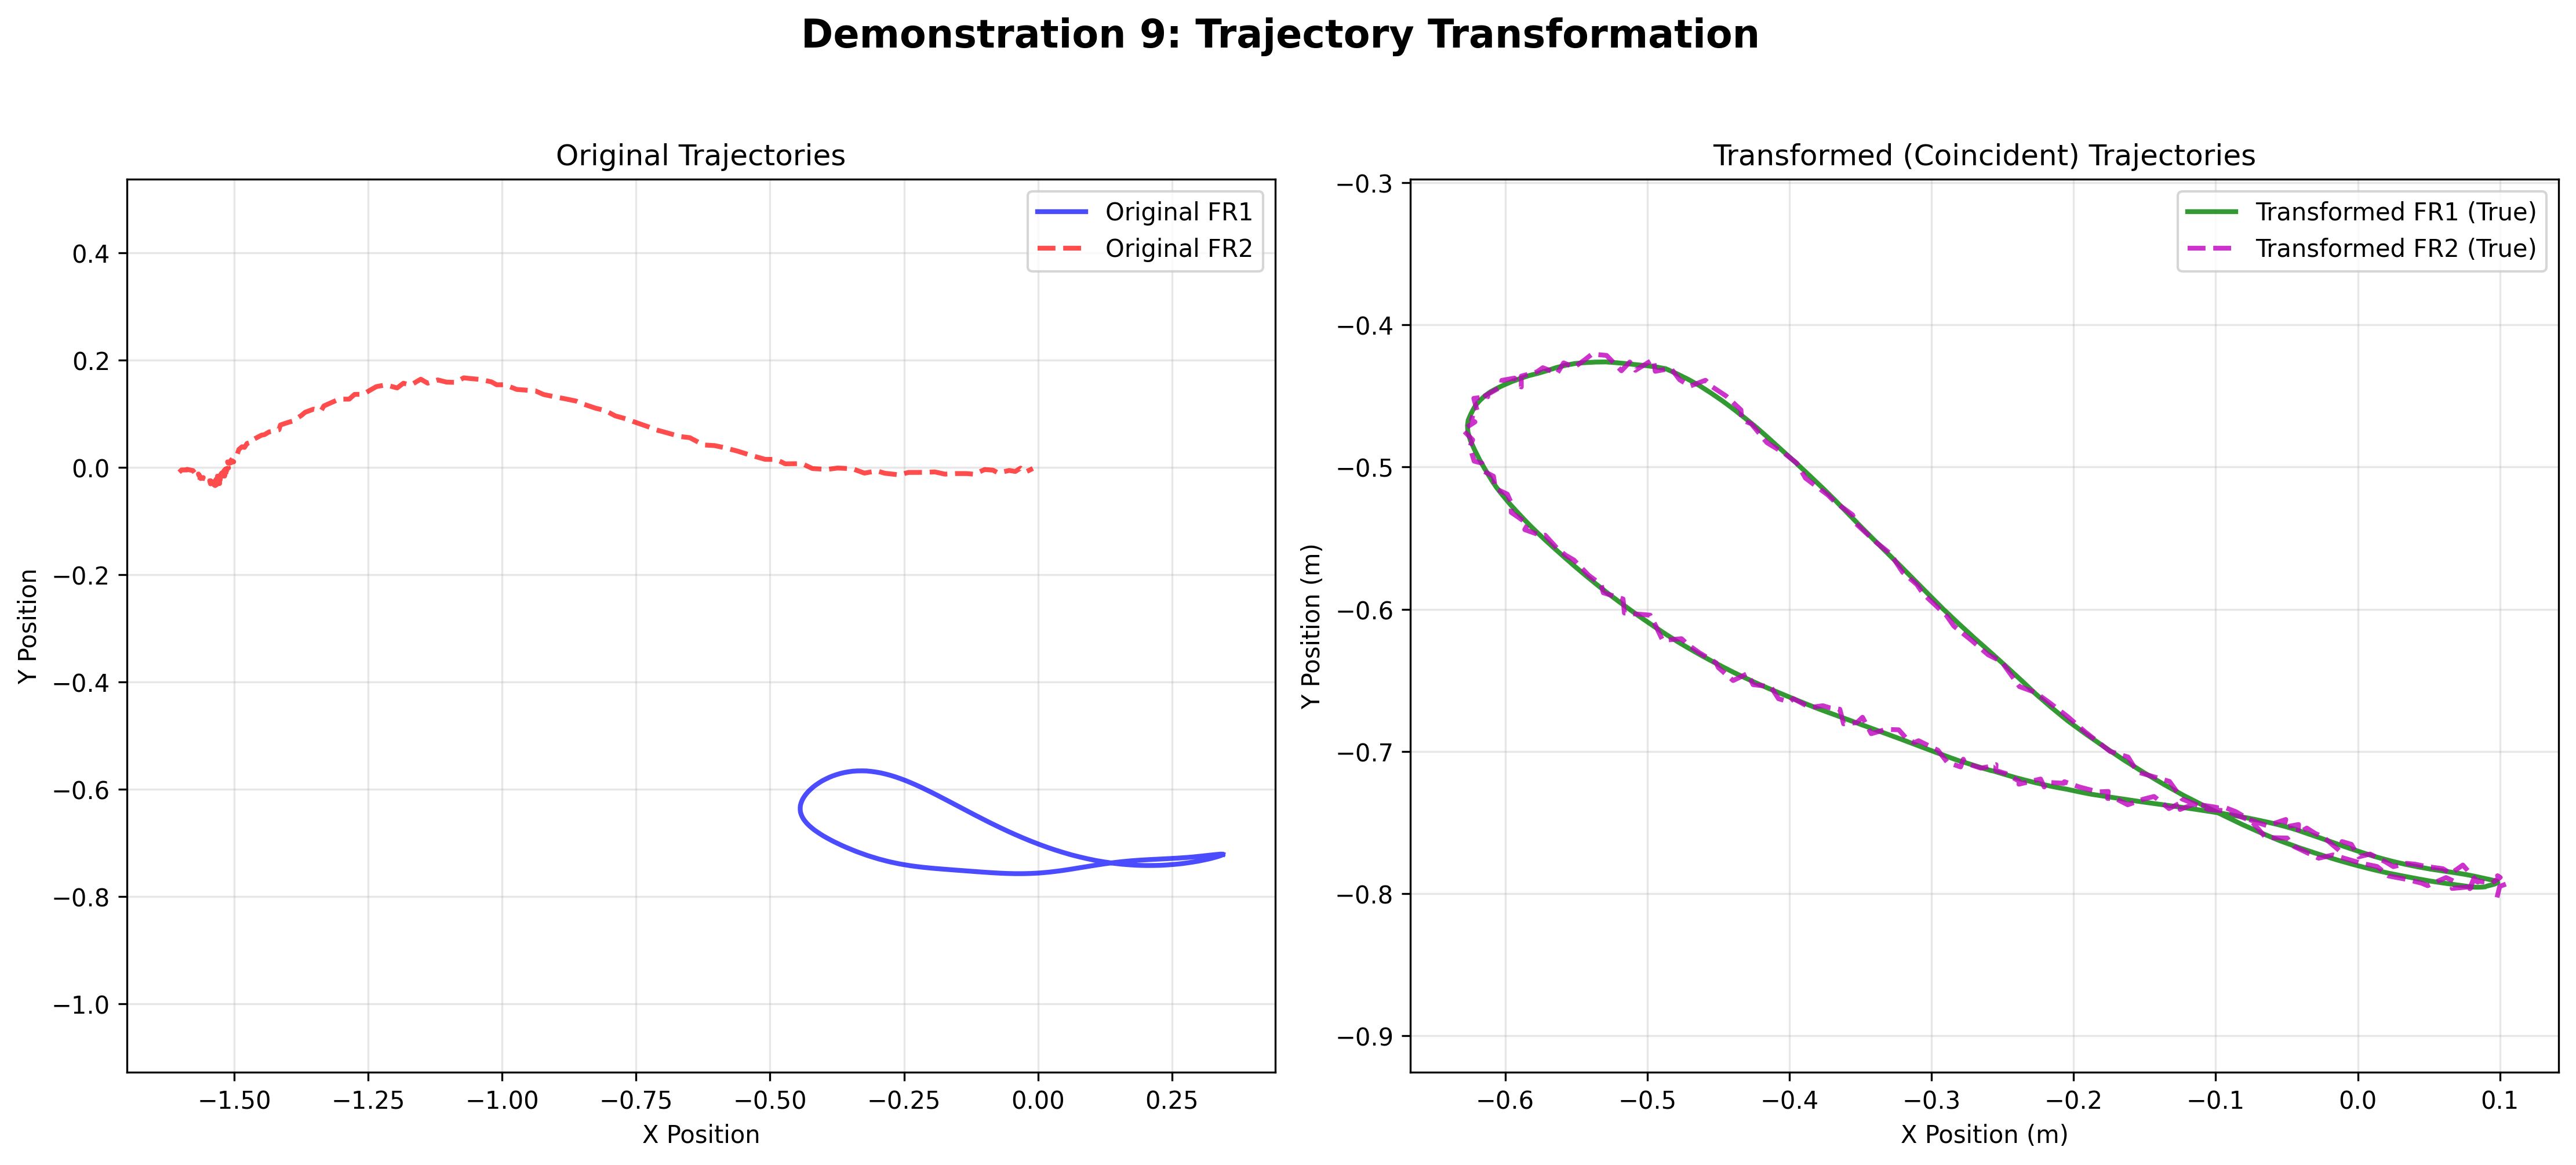 Demonstration 9: Trajectory Transformation
Original Trajectories
Original FR1
Original FR2
0.4
0.2
0.0
−0.2
−0.4
−0.6
−0.8
−1.0
Y Position
−1.50
−1.25
−1.00
−0.75
−0.50
−0.25
0.00
0.25
X Position
Transformed (Coincident) Trajectories
Transformed FR1 (True)
Transformed FR2 (True)
−0.3
−0.4
−0.5
−0.6
−0.7
−0.8
−0.9
Y Position (m)
−0.6
−0.5
−0.4
−0.3
−0.2
−0.1
0.0
0.1
X Position (m)